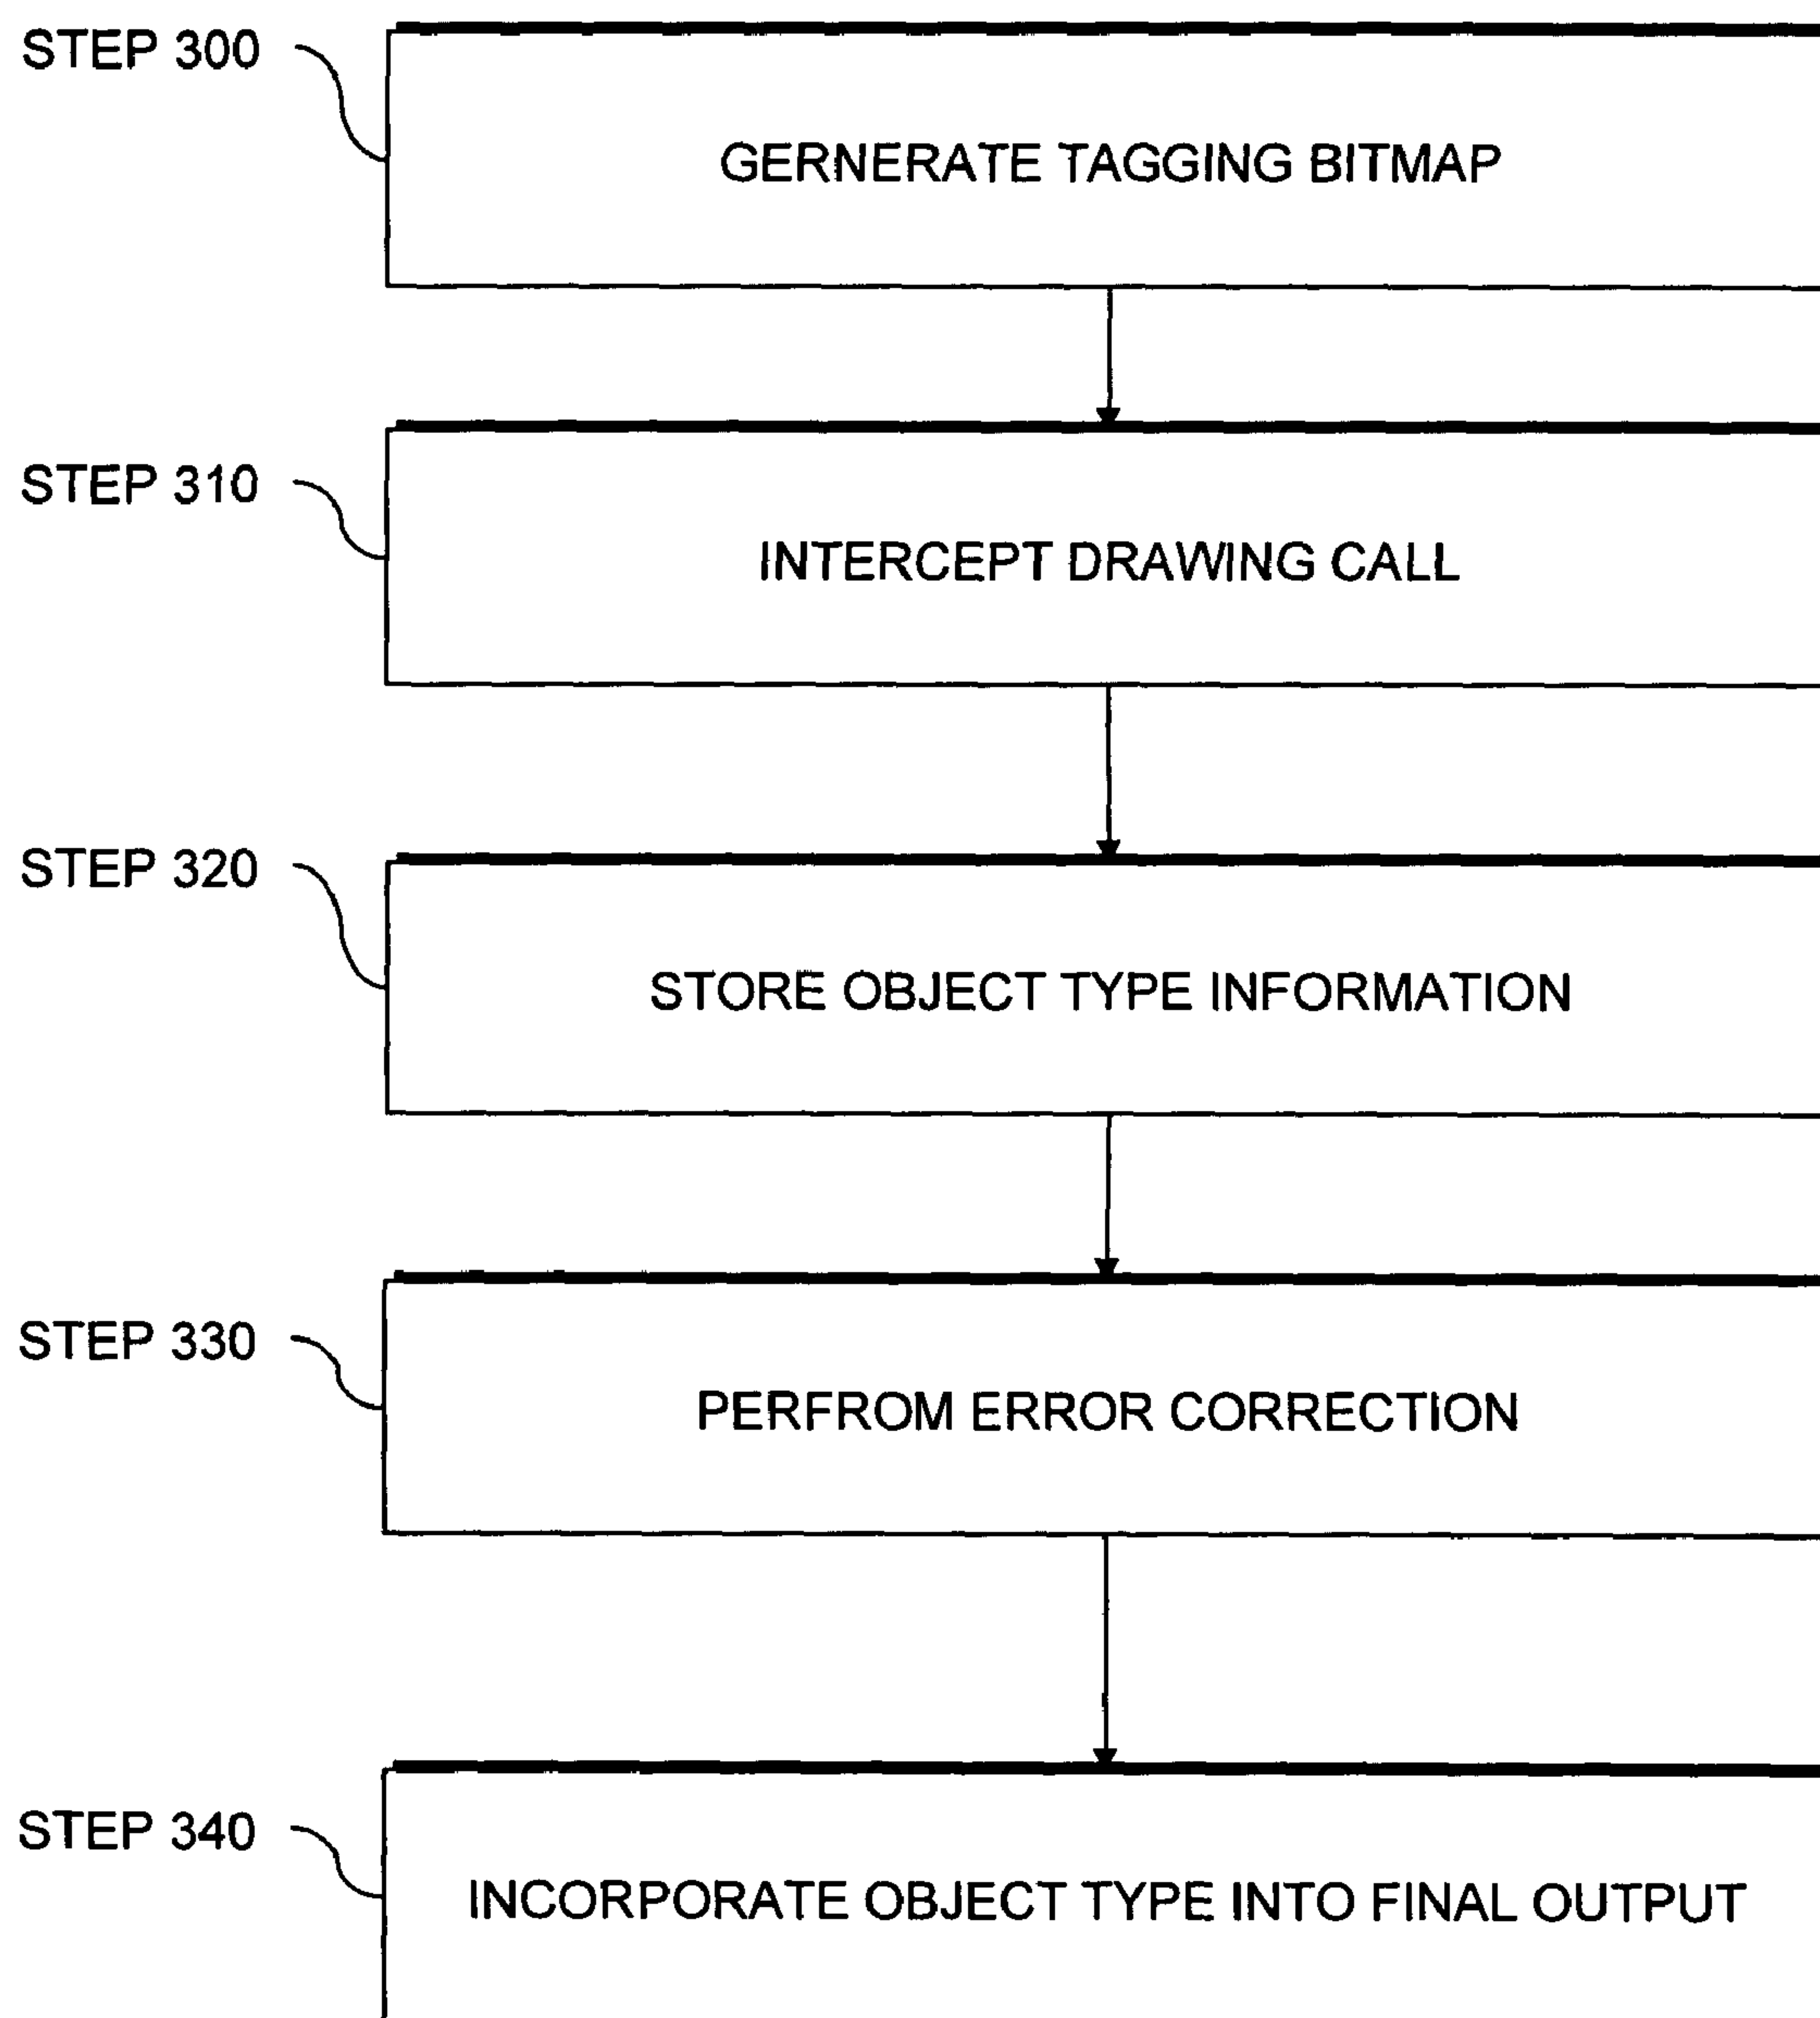 STEP 300
GERNERATE TAGGING BITMAP
STEP 310
INTERCEPT DRAWING CALL
STEP 320
STORE OBJECT TYPE INFORMATION
STEP 330
PERFROM ERROR CORRECTION
STEP 340
INCORPORATE OBJECT TYPE INTO FINAL OUTPUT